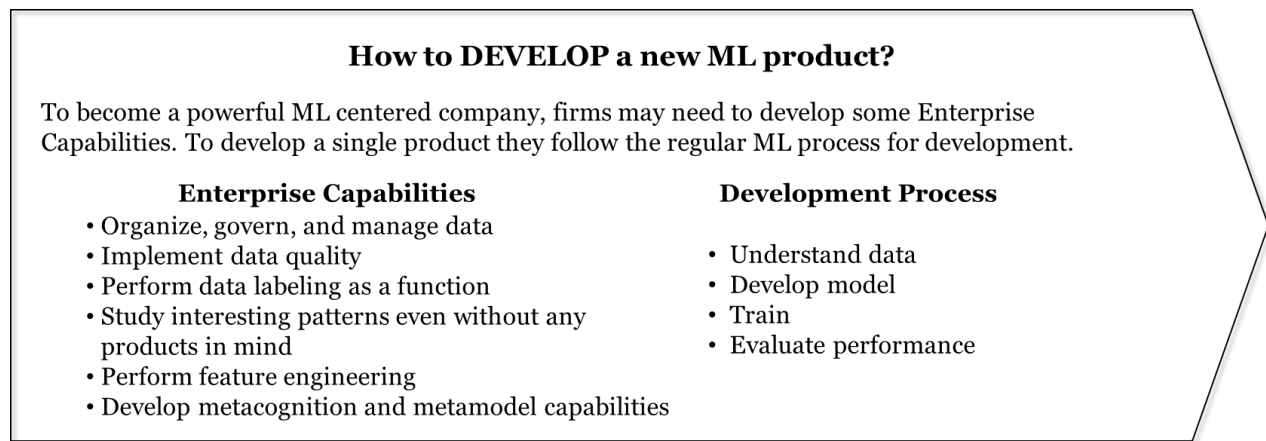 How to DEVELOP a new ML product?
To become a powerful ML centered company, firms may need to develop some Enterprise
Capabilities. To develop a single product they follow the regular ML process for development.
Enterprise Capabilities
• Organize, govern, and manage data
• Implement data quality
• Perform data labeling as a function
• Study interesting patterns even without any
products in mind
• Perform feature engineering
• Develop metacognition and metamodel capabilities
Development Process
• Understand data
• Develop model
• Train
• Evaluate performance